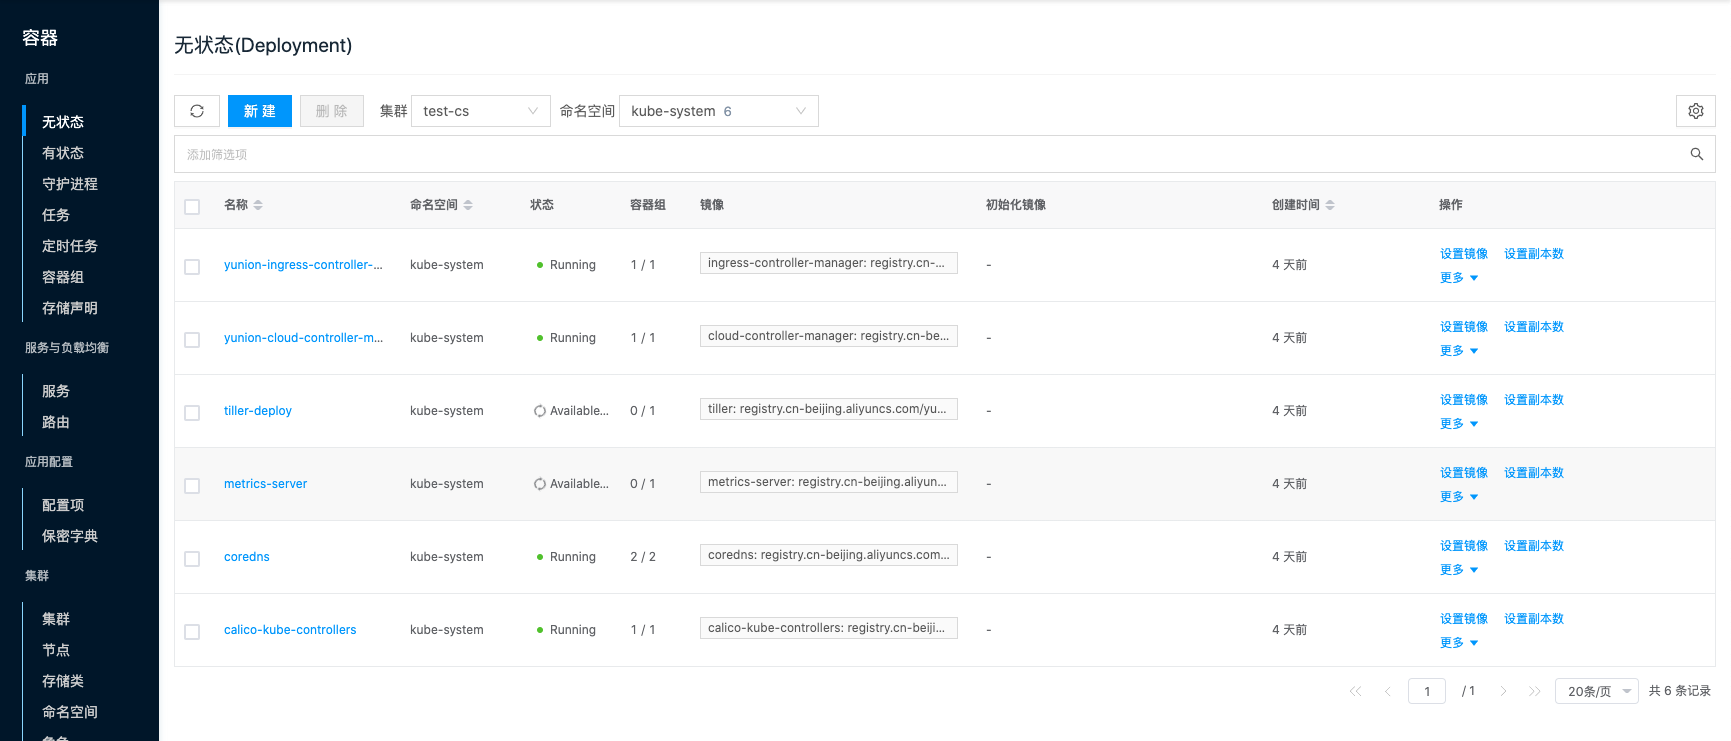 容器
应用
无状态
有状态
守护进程
任务
定时任务
容器组
存储声明
服务与负载均衡
服务
路由
应用配置
配置项
保密字典
集群
集群
节点
存储类
命名空间
无状态(Deployment)
新 建 删 除 集群 test-cs 命名空间 kube-system 6
添加筛选项
名称 命名空间 状态 容器组 镜像 初始化镜像 创建时间 操作
yunion-ingress-controller-... kube-system Running 1 / 1 ingress-controller-manager: registry.cn-... - 4 天前 设置镜像 设置副本数
更多
yunion-cloud-controller-m... kube-system Running 1 / 1 cloud-controller-manager: registry.cn-be... - 4 天前 设置镜像 设置副本数
更多
tiller-deploy kube-system Available... 0 / 1 tiller: registry.cn-beijing.aliyuncs.com/yu... - 4 天前 设置镜像 设置副本数
更多
metrics-server kube-system Available... 0 / 1 metrics-server: registry.cn-beijing.aliyun... - 4 天前 设置镜像 设置副本数
更多
coredns kube-system Running 2 / 2 coredns: registry.cn-beijing.aliyuncs.com... - 4 天前 设置镜像 设置副本数
更多
calico-kube-controllers kube-system Running 1 / 1 calico-kube-controllers: registry.cn-beiji... - 4 天前 设置镜像 设置副本数
更多
1 / 1 20条/页 共 6 条记录